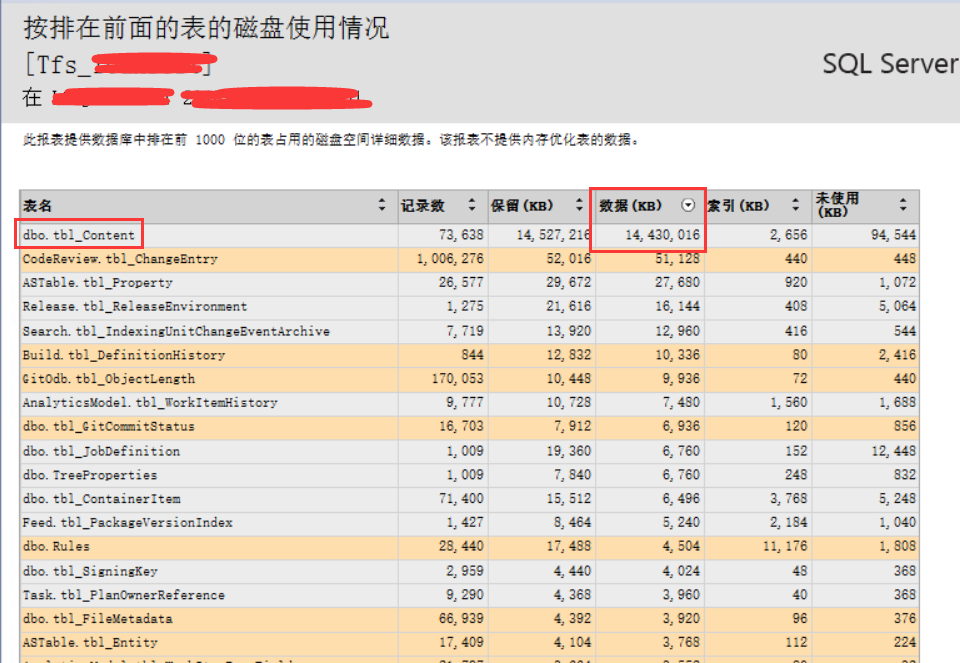 按排在前面的表的磁盘使用情况
[Tfs_ ]
SQL Server
在
此报表提供数据库中排在前 1000 位的表占用的磁盘空间详细数据。该报表不提供内存优化表的数据。
表名 记录数 保留(KB) 数据(KB) 索引(KB) 未使用(KB)
dbo.tbl_Content 73,638 14,527,216 14,430,016 2,656 94,544
CodeReview.tbl_ChangeEntry 1,006,276 52,016 51,128 440 448
ASTable.tbl_Property 26,577 29,672 27,680 920 1,072
Release.tbl_ReleaseEnvironment 1,275 21,616 16,144 408 5,064
Search.tbl_IndexingUnitChangeEventArchive 7,719 13,920 12,960 416 544
Build.tbl_DefinitionHistory 844 12,832 10,336 80 2,416
GitOdb.tbl_ObjectLength 170,053 10,448 9,936 72 440
AnalyticsModel.tbl_WorkItemHistory 9,777 10,728 7,480 1,560 1,688
dbo.tbl_GitCommitStatus 16,703 7,912 6,936 120 856
dbo.tbl_JobDefinition 1,009 19,360 6,760 152 12,448
dbo.TreeProperties 1,009 7,840 6,760 248 832
dbo.tbl_ContainerItem 71,400 15,512 6,496 3,768 5,248
Feed.tbl_PackageVersionIndex 1,427 8,464 5,240 2,184 1,040
dbo.Rules 28,440 17,488 4,504 11,176 1,808
dbo.tbl_SigningKey 2,959 4,440 4,024 48 368
Task.tbl_PlanOwnerReference 9,290 4,368 3,960 40 368
dbo.tbl_FileMetadata 66,939 4,392 3,920 96 376
ASTable.tbl_Entity 17,409 4,104 3,768 112 224